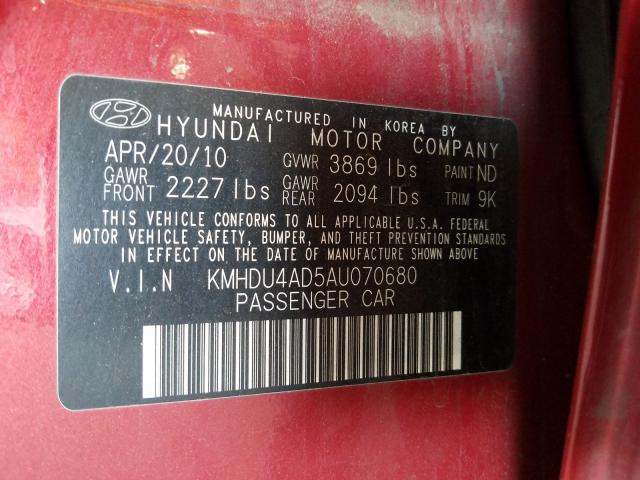 MANUFACTURED IN KOREA BY
HYUNDAI MOTOR COMPANY
APR/20/10 GVWR 3869 lbs PAINT ND
GAWR FRONT 2227 lbs GAWR REAR 2094 lbs TRIM 9K
THIS VEHICLE CONFORMS TO ALL APPLICABLE U.S.A. FEDERAL
MOTOR VEHICLE SAFETY, BUMPER, AND THEFT PREVENTION STANDARDS
IN EFFECT ON THE DATE OF MANUFACTURE SHOWN ABOVE
V.I.N KMHDU4AD5AU070680
PASSENGER CAR